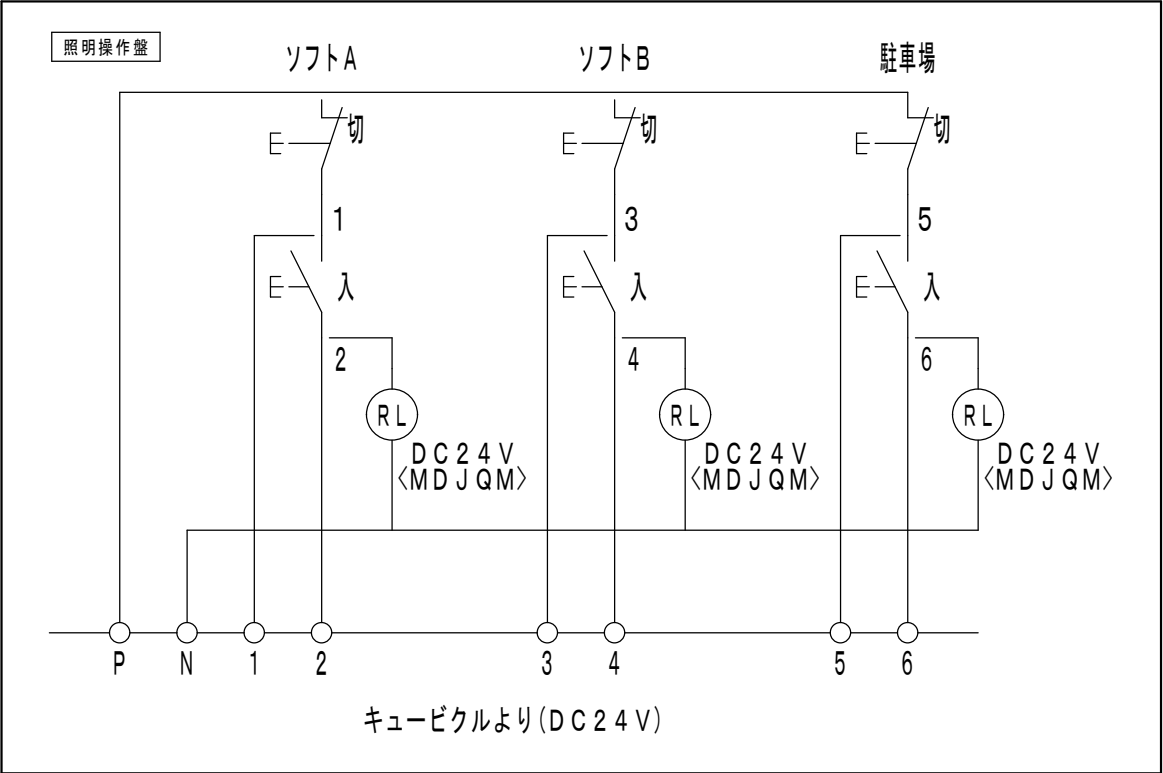 照明操作盤
ソフトA ソフトB 駐車場
切 切 切
1 3 5
入 入 入
2 4 6
RL RL RL
DC24V DC24V DC24V
〈MDJQM〉 〈MDJQM〉 〈MDJQM〉
P N 1 2 3 4 5 6
キュービクルより(DC24V)